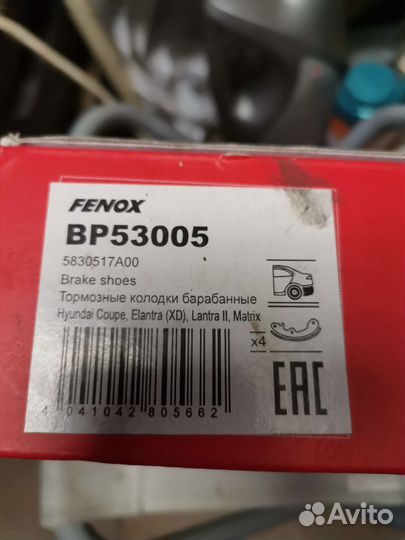 FENOX
BP53005
5830517A00
Brake shoes
Тормозные колодки барабанные
Hyundai Coupe, Elantra (XD), Lantra II, Matrix
x4
4 041042 805662
EAC
Avito